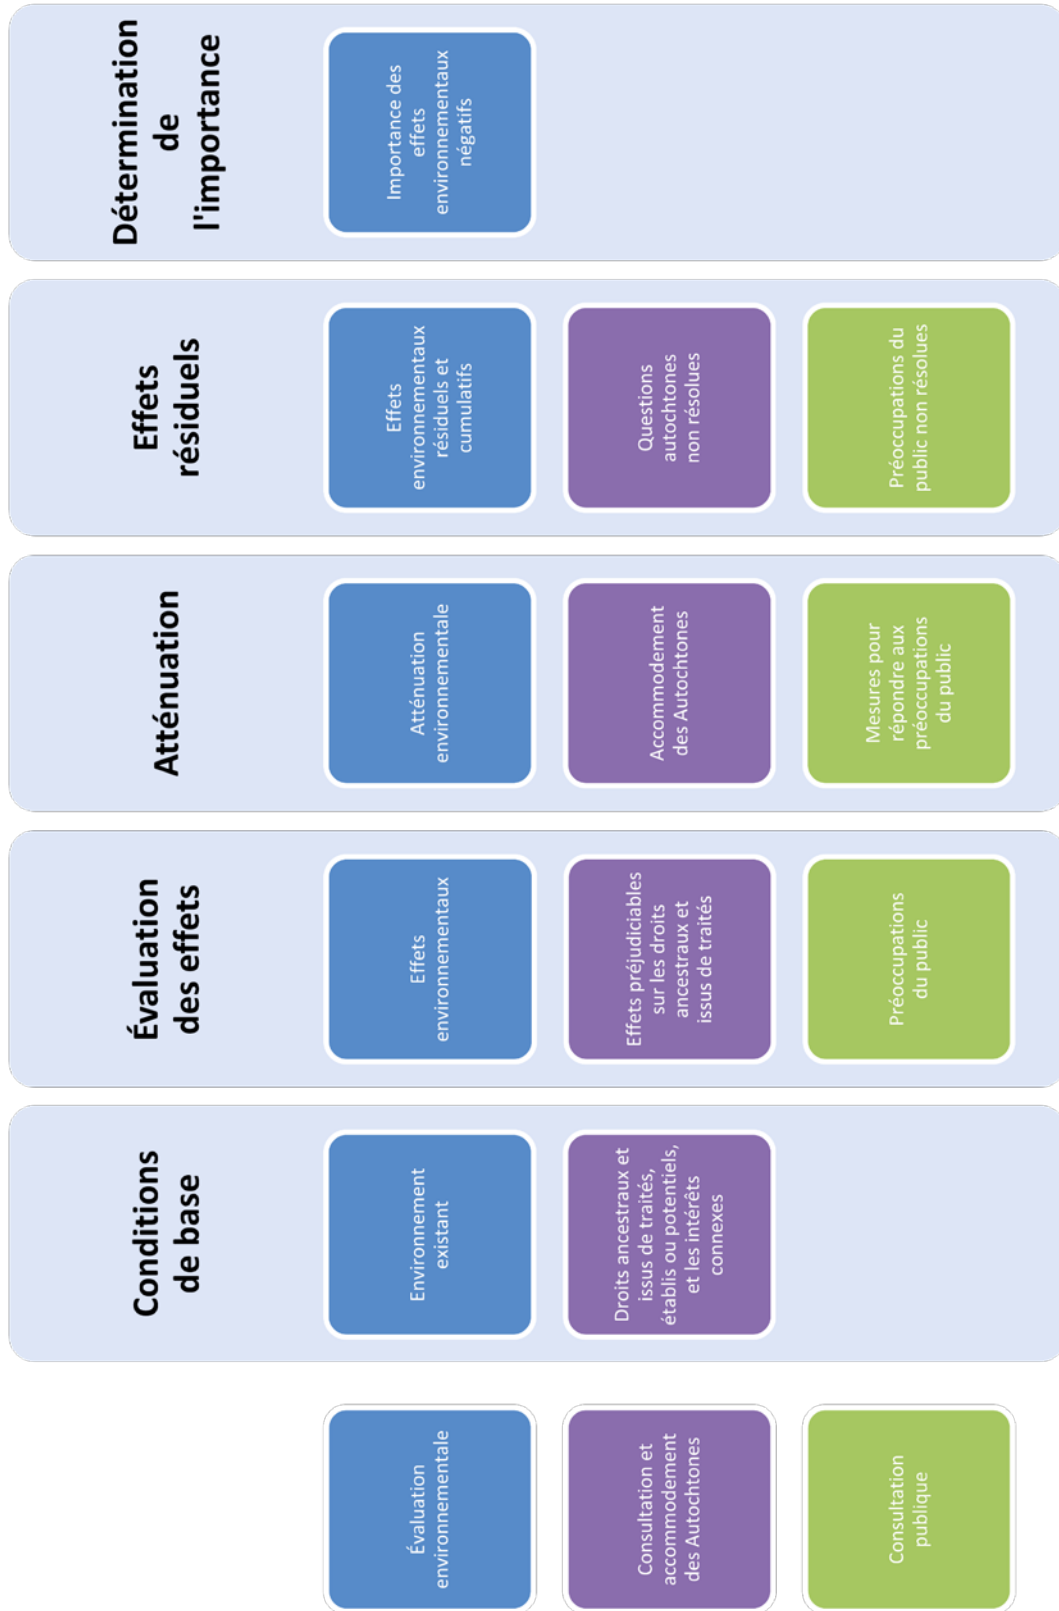 Conditions
de base
Évaluation
des effets
Atténuation
Effets
résiduels
Détermination
de
l'importance
Évaluation
environnementale
Environnement
existant
Effets
environnementaux
Atténuation
environnementale
Effets
environnementaux
résiduels et
cumulatifs
Importance des
effets
environnementaux
négatifs
Consultation et
accommodement
des Autochtones
Droits ancestraux et
issus de traités,
établis ou potentiels,
et les intérêts
connexes
Effets préjudiciables
sur les droits
ancestraux et
issus de traités
Accommodement
des Autochtones
Questions
autochtones
non résolues
Consultation
publique
Préoccupations
du public
Mesures pour
répondre aux
préoccupations
du public
Préoccupations du
public non résolues